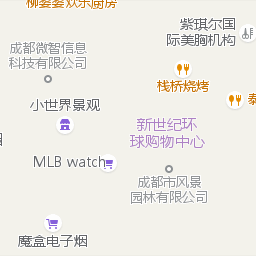 柳婆婆欢乐厨房
紫琪尔国
际美胸机构
成都微智信息
科技有限公司
栈桥烧烤
小世界景观
新世纪环
球购物中心
MLB watch
成都市风景
园林有限公司
魔盒电子烟